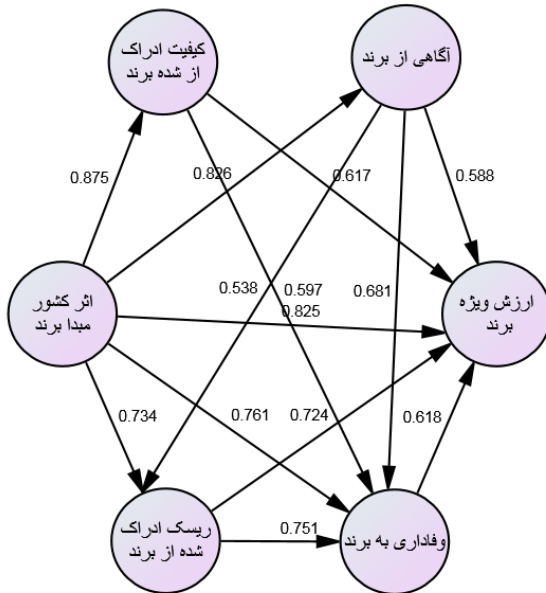 کیفیت ادراک
از شده برند
آگاهی از برند
0.875
0.826
0.617
0.588
اثر کشور
مبدا برند
0.538
0.597
0.681
0.825
ارزش ویژه
برند
0.734
0.761
0.724
0.618
ریسک ادراک
شده از برند
0.751
وفاداری به برند